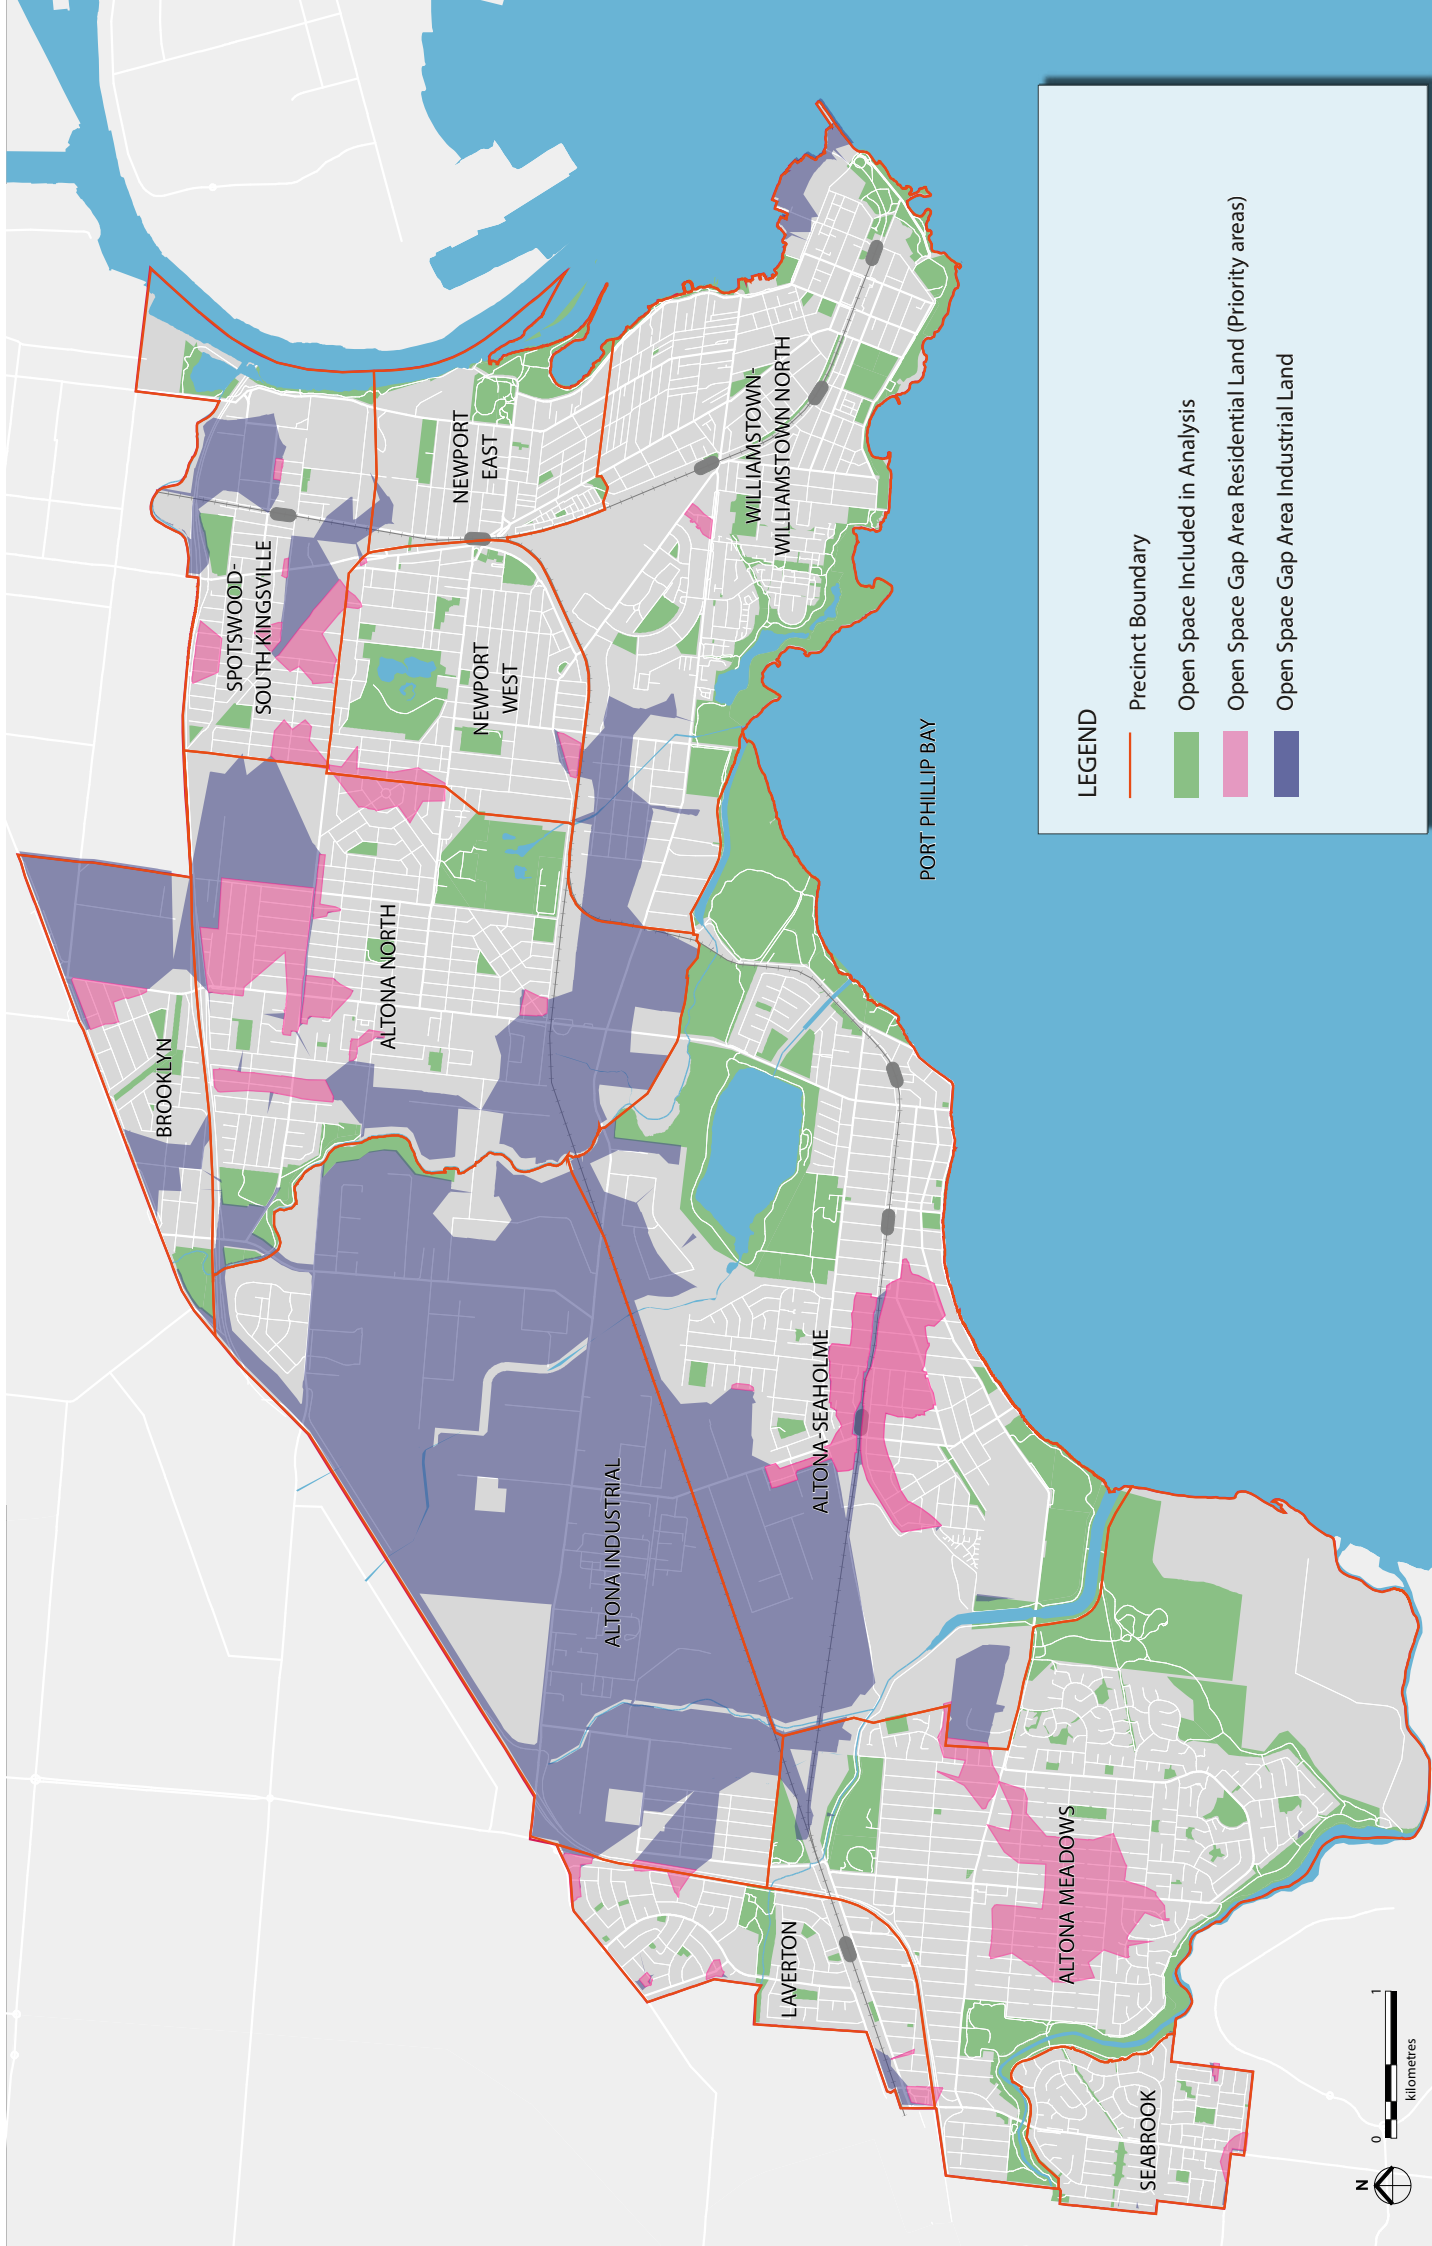 BROOKLYN
SPOTSWOOD-
SOUTH KINGSVILLE
ALTONA NORTH
NEWPORT
EAST
NEWPORT
WEST
WILLIAMSTOWN-
WILLIAMSTOWN NORTH
ALTONA INDUSTRIAL
ALTONA-SEAHOLME
LAVERTON
ALTONA MEADOWS
SEABROOK
PORT PHILLIP BAY
LEGEND
Precinct Boundary
Open Space Included in Analysis
Open Space Gap Area Residential Land (Priority areas)
Open Space Gap Area Industrial Land
N
0 1
kilometres